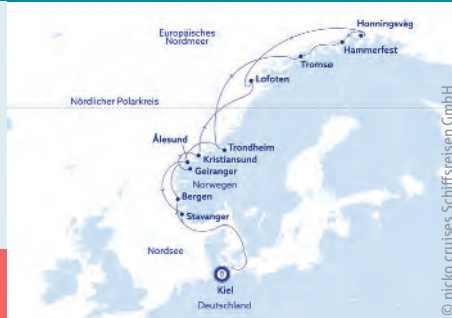 Honningsvåg
Europäisches
Nordmeer
Hammerfest
Tromsø
Lofoten
Nördlicher Polarkreis
Ålesund
Trondheim
Kristiansund
Geiranger
Norwegen
Bergen
Stavanger
Nordsee
Kiel
Deutschland
© nicko cruises Schiffsreisen GmbH